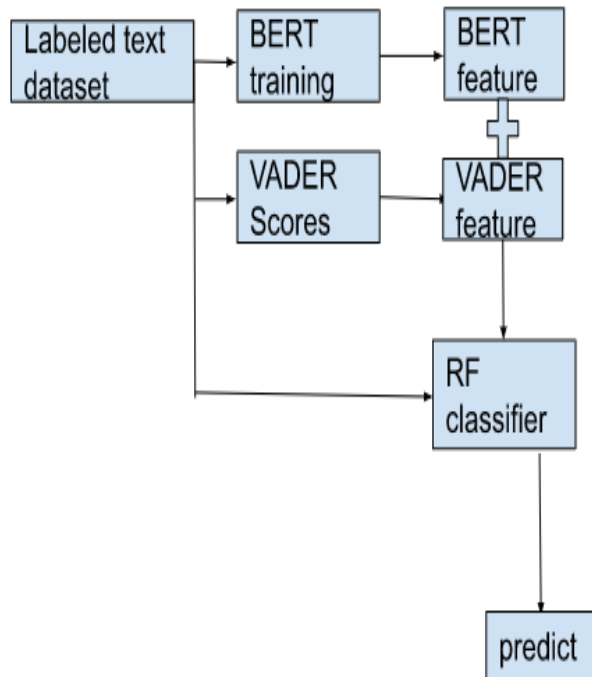 Labeled text
dataset
BERT
training
BERT
feature
VADER
Scores
VADER
feature
RF
classifier
predict